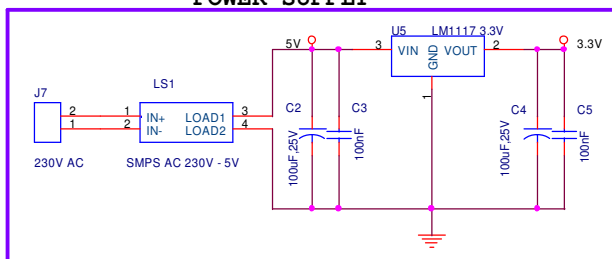 POWER SUPPLY
U5
LM1117 3.3V
5V
3
VIN
GND
VOUT
2
3.3V
1
J7
LS1
2
1
1
2
IN+
IN-
LOAD1
LOAD2
3
4
C2
100uF,25V
C3
100nF
C4
100uF,25V
C5
100nF
230V AC
SMPS AC 230V - 5V